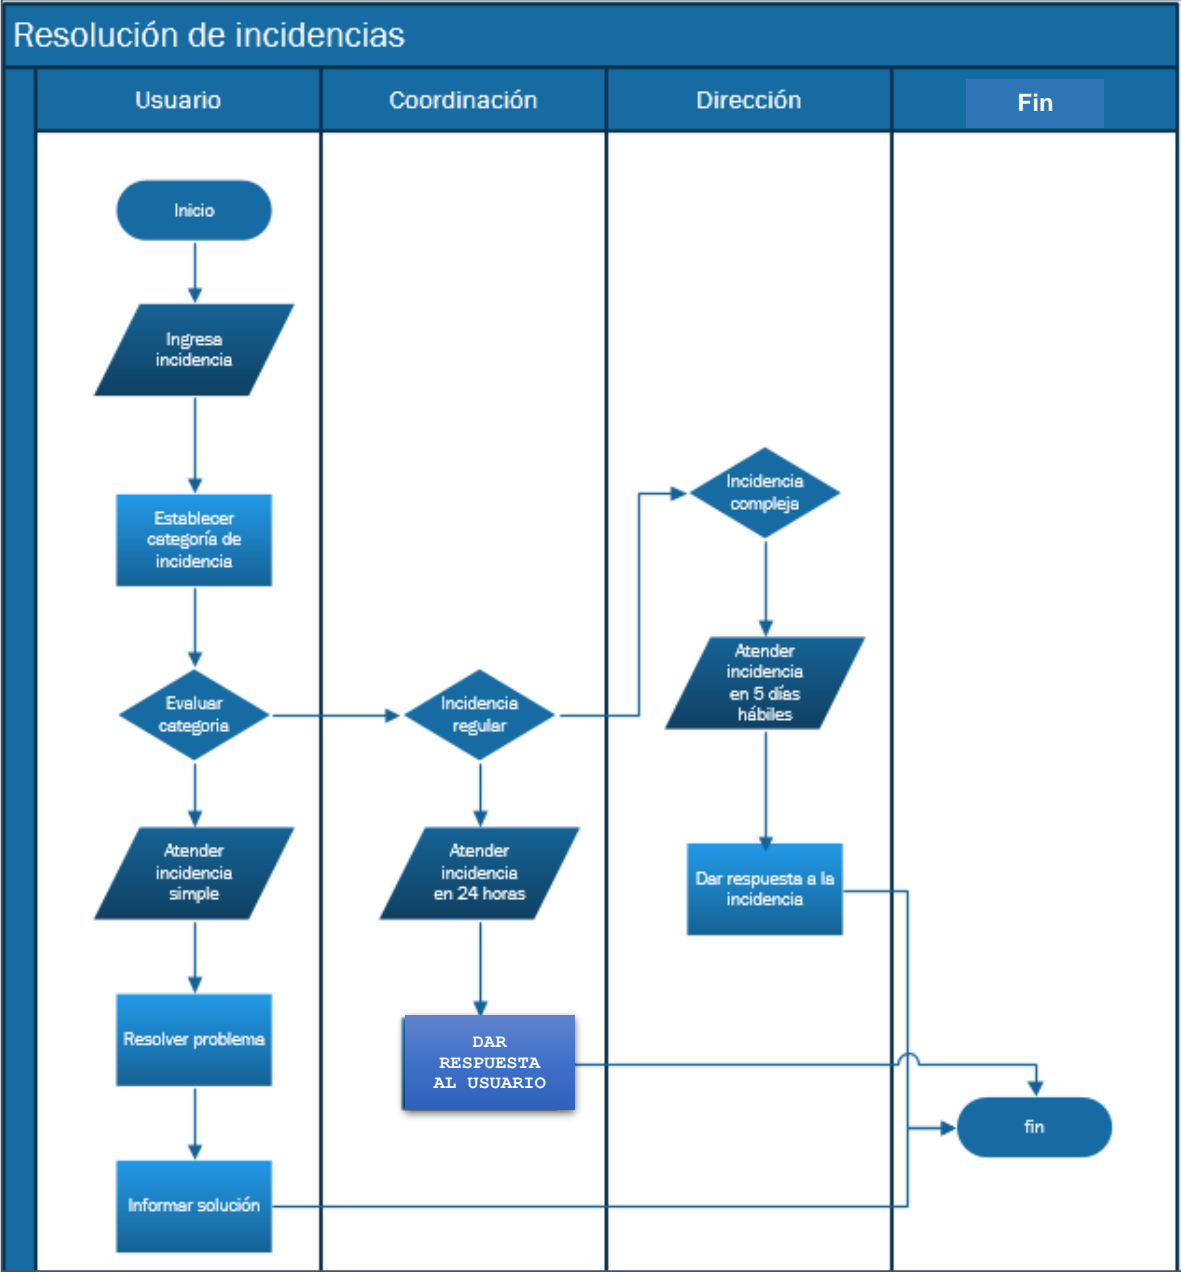 Resolución de incidencias
Usuario
Coordinación
Dirección
Fin
Inicio
Ingresa
incidencia
Establecer
categoría de
incidencia
Evaluar
categoria
Atender
incidencia
simple
Resolver problema
Informar solución
Incidencia
regular
Atender
incidencia
en 24 horas
DAR
RESPUESTA
AL USUARIO
Incidencia
compleja
Atender
incidencia
en 5 días
hábiles
Dar respuesta a la
incidencia
fin